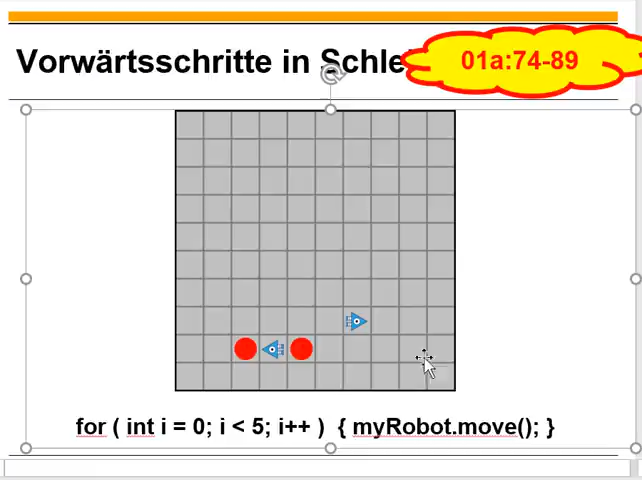 Vorwärtsschritte in Schle
01a:74-89
for ( int i = 0; i < 5; i++ ) { myRobot.move(); }